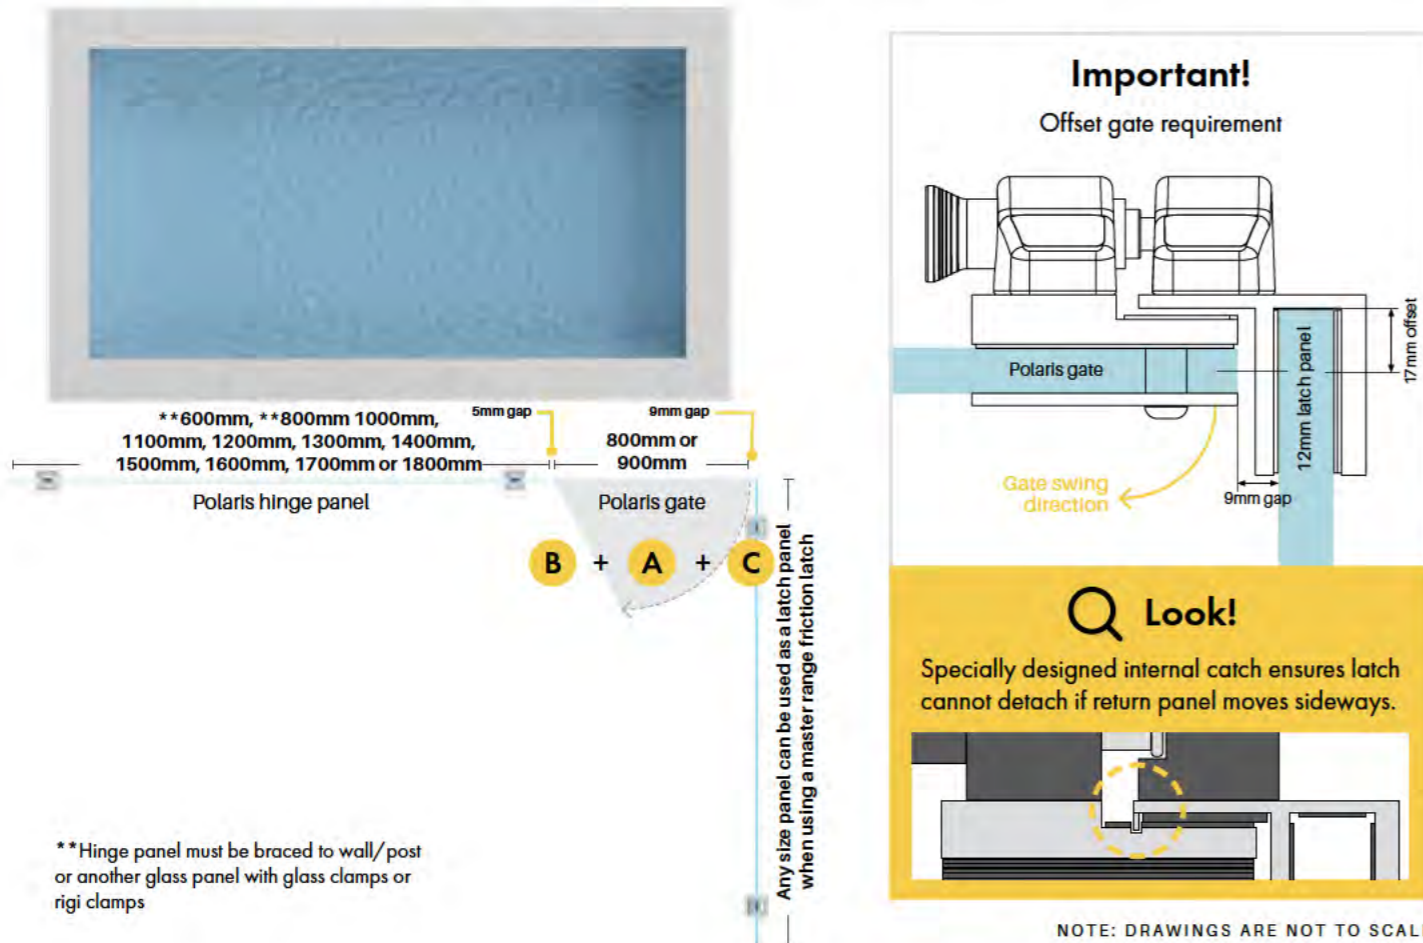 **600mm, **800mm 1000mm,
1100mm, 1200mm, 1300mm, 1400mm,
1500mm, 1600mm, 1700mm or 1800mm
5mm gap
9mm gap
800mm or
900mm
Polaris hinge panel
Polaris gate
B + A + C
Any size panel can be used as a latch panel
when using a master range friction latch
**Hinge panel must be braced to wall/post
or another glass panel with glass clamps or
rigi clamps
Important!
Offset gate requirement
Polaris gate
12mm latch panel
17mm offset
Gate swing
direction
9mm gap
Look!
Specially designed internal catch ensures latch
cannot detach if return panel moves sideways.
NOTE: DRAWINGS ARE NOT TO SCAL